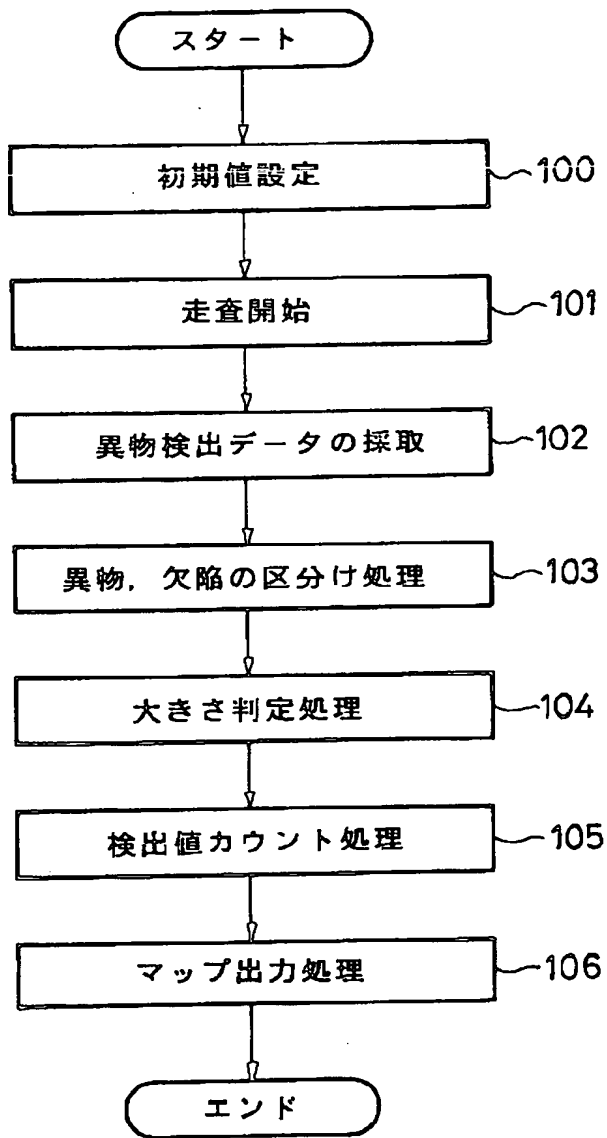 スタート
初期値設定 100
走査開始 101
異物検出データの採取 102
異物，欠陥の区分け処理 103
大きさ判定処理 104
検出値カウント処理 105
マップ出力処理 106
エンド